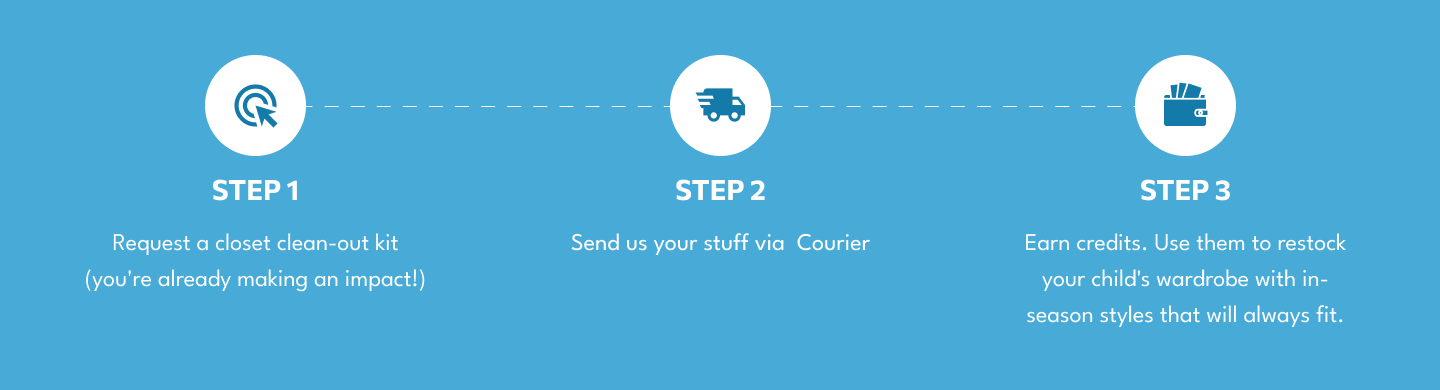 STEP 1
Request a closet clean-out kit
(you're already making an impact!)
STEP 2
Send us your stuff via  Courier
STEP 3
Earn credits. Use them to restock
your child's wardrobe with in-
season styles that will always fit.